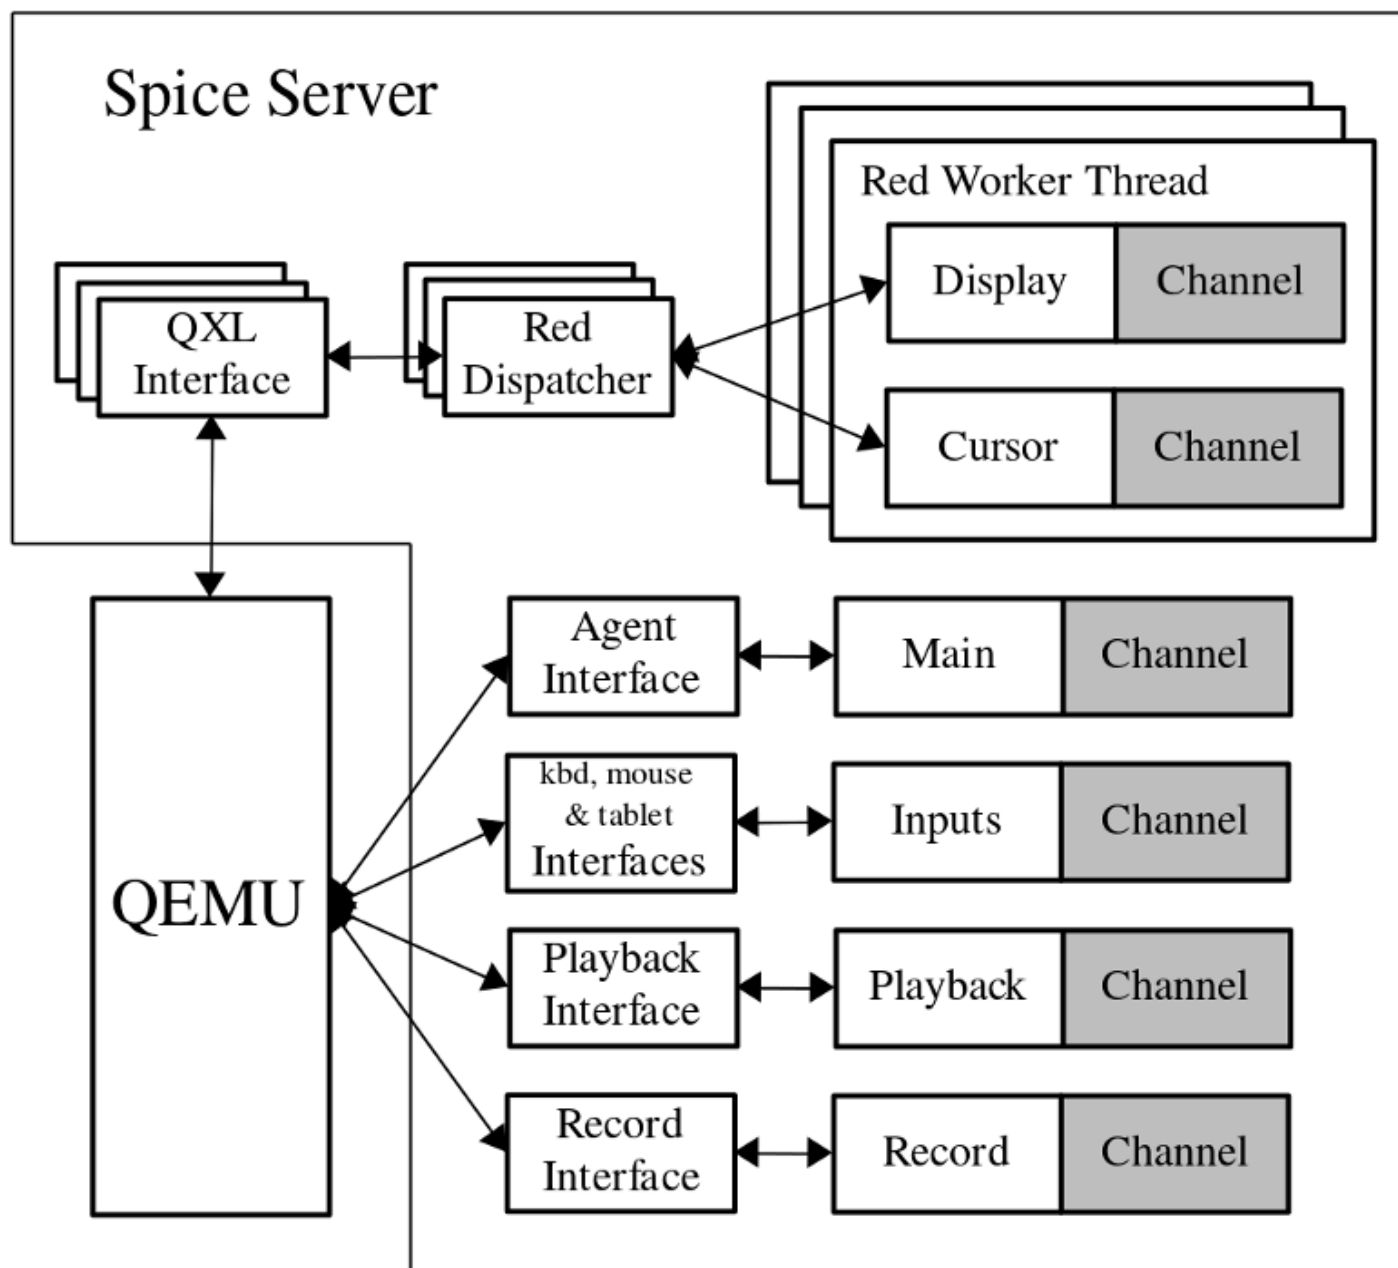 Spice Server
Red Worker Thread
Display
Channel
Cursor
Channel
QXL
Interface
Red
Dispatcher
QEMU
Agent
Interface
Main
Channel
kbd, mouse
& tablet
Interfaces
Inputs
Channel
Playback
Interface
Playback
Channel
Record
Interface
Record
Channel